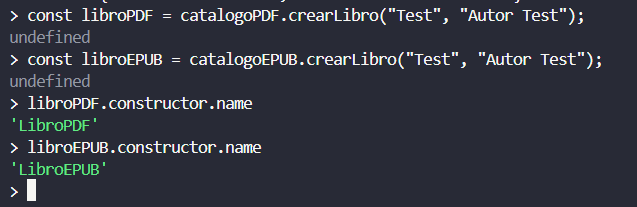 > const libroPDF = catalogoPDF.crearLibro("Test", "Autor Test");
undefined
> const libroEPUB = catalogoEPUB.crearLibro("Test", "Autor Test");
undefined
> libroPDF.constructor.name
'LibroPDF'
> libroEPUB.constructor.name
'LibroEPUB'
>